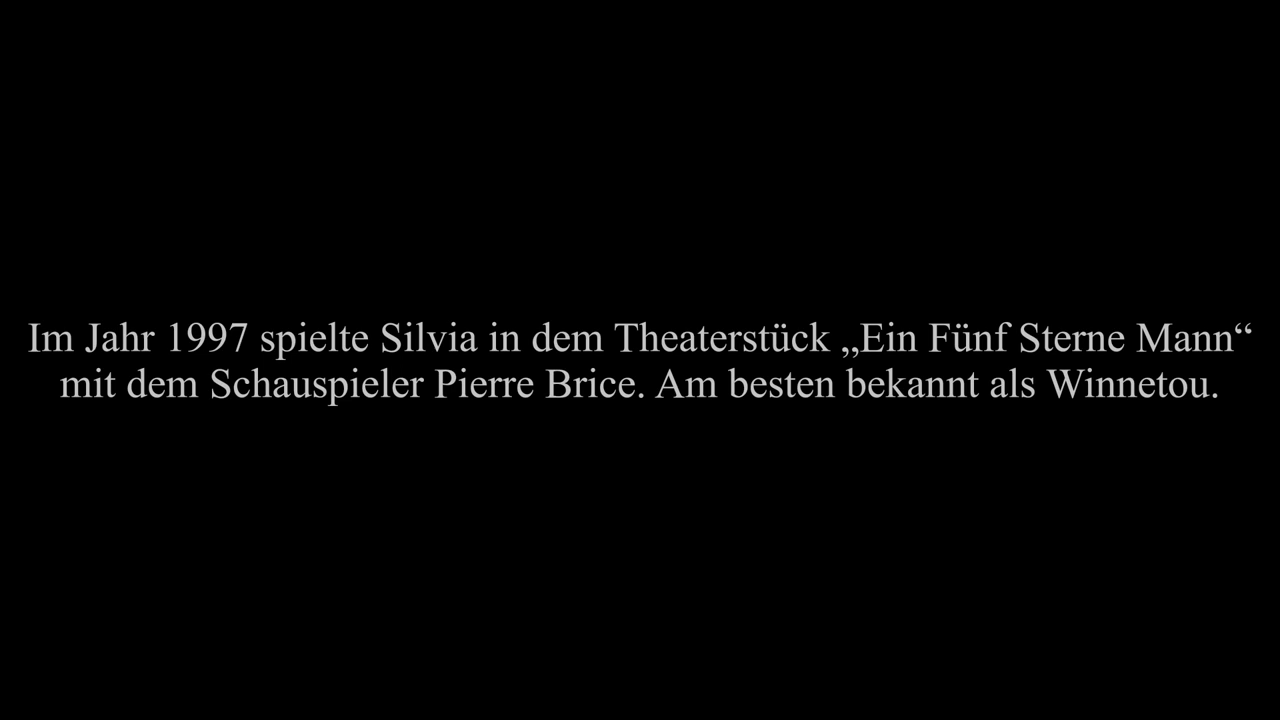 Im Jahr 1997 spielte Silvia in dem Theaterstück „Ein Fünf Sterne Mann“
mit dem Schauspieler Pierre Brice. Am besten bekannt als Winnetou.